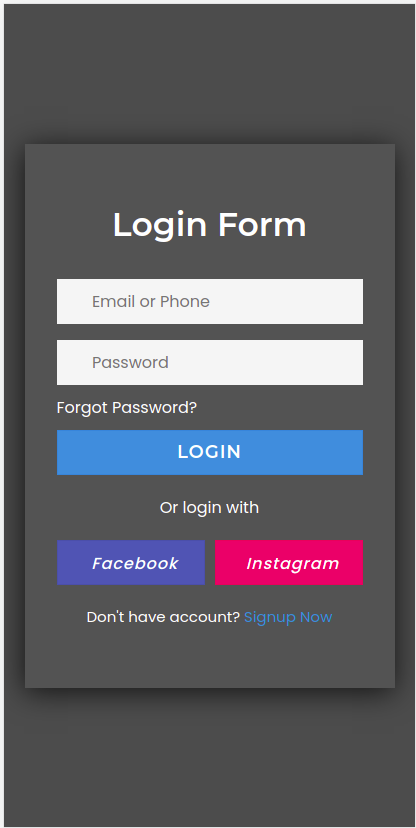 Login Form
Email or Phone
Password
Forgot Password?
LOGIN
Or login with
Facebook Instagram
Don't have account? Signup Now